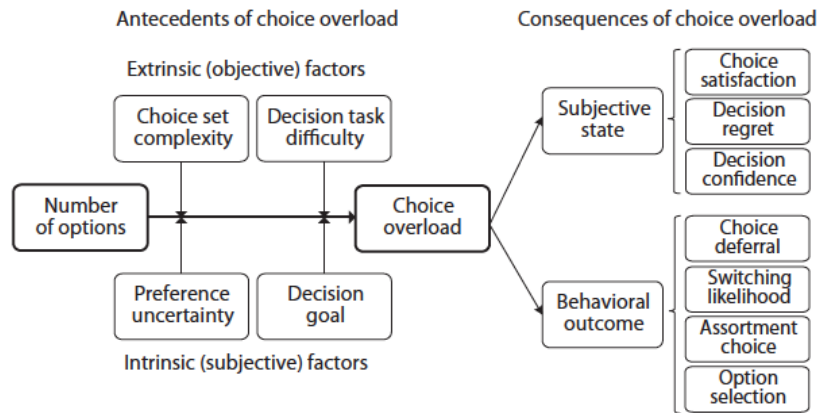 Antecedents of choice overload
Consequences of choice overload
Extrinsic (objective) factors
Choice set
complexity
Decision task
difficulty
Number
of options
Choice
overload
Preference
uncertainty
Decision
goal
Intrinsic (subjective) factors
Subjective
state
Choice
satisfaction
Decision
regret
Decision
confidence
Behavioral
outcome
Choice
deferral
Switching
likelihood
Assortment
choice
Option
selection